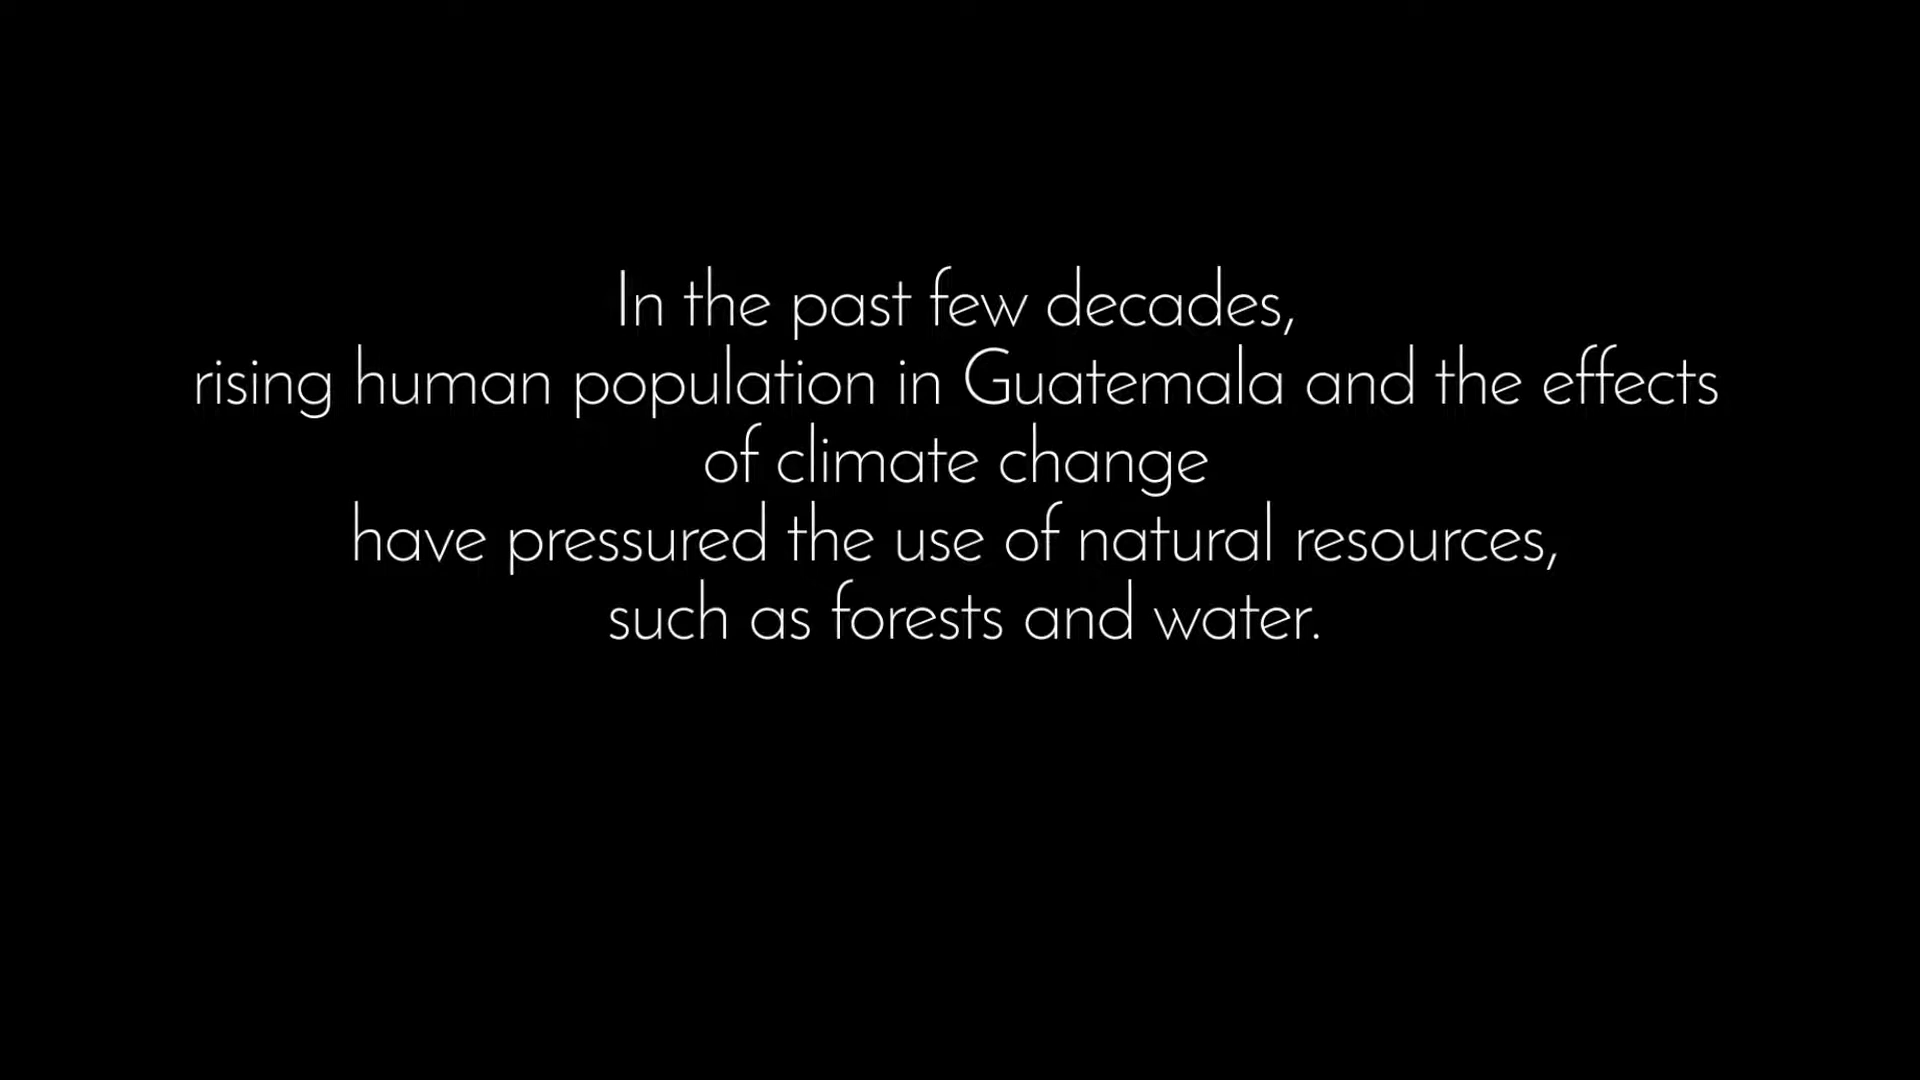 In the past few decades,
rising human population in Guatemala and the effects
of climate change
have pressured the use of natural resources,
such as forests and water.